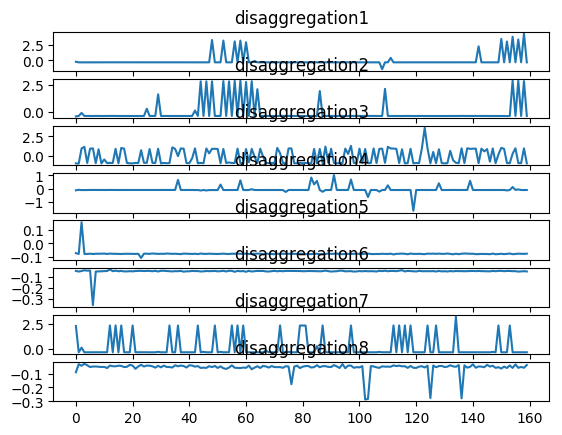 disaggregation1
2.5
0.0
disaggregation2
2.5
0.0
disaggregation3
2.5
0.0
disaggregation4
1
0
−1
disaggregation5
0.1
0.0
−0.1
disaggregation6
−0.1
−0.2
−0.3
disaggregation7
2.5
0.0
disaggregation8
−0.1
−0.2
−0.3
0 20 40 60 80 100 120 140 160